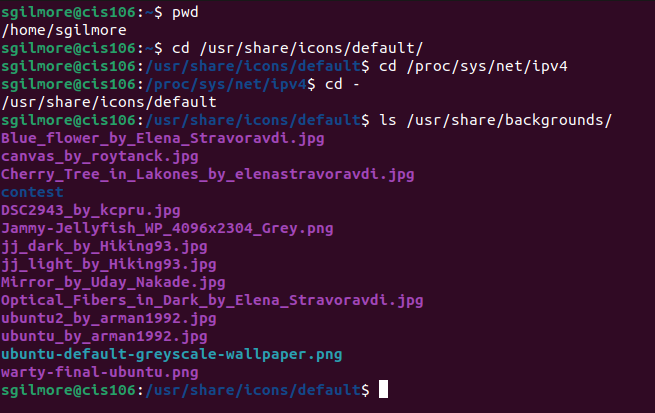 sgilmore@cis106:~$ pwd
/home/sgilmore
sgilmore@cis106:~$ cd /usr/share/icons/default/
sgilmore@cis106:/usr/share/icons/default$ cd /proc/sys/net/ipv4
sgilmore@cis106:/proc/sys/net/ipv4$ cd -
/usr/share/icons/default
sgilmore@cis106:/usr/share/icons/default$ ls /usr/share/backgrounds/
Blue_flower_by_Elena_Stravoravdi.jpg
canvas_by_roytanck.jpg
Cherry_Tree_in_Lakones_by_elenastravoravdi.jpg
contest
DSC2943_by_kcpru.jpg
Jammy-Jellyfish_WP_4096x2304_Grey.png
jj_dark_by_Hiking93.jpg
jj_light_by_Hiking93.jpg
Mirror_by_Uday_Nakade.jpg
Optical_Fibers_in_Dark_by_Elena_Stravoravdi.jpg
ubuntu2_by_arman1992.jpg
ubuntu_by_arman1992.jpg
ubuntu-default-greyscale-wallpaper.png
warty-final-ubuntu.png
sgilmore@cis106:/usr/share/icons/default$